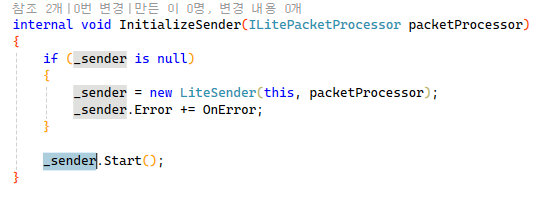 참조 2개|0번 변경|만든 이 0명, 변경 내용 0개
internal void InitializeSender(ILitePacketProcessor packetProcessor)
{
    if (_sender is null)
    {
        _sender = new LiteSender(this, packetProcessor);
        _sender.Error += OnError;
    }

    _sender.Start();
}